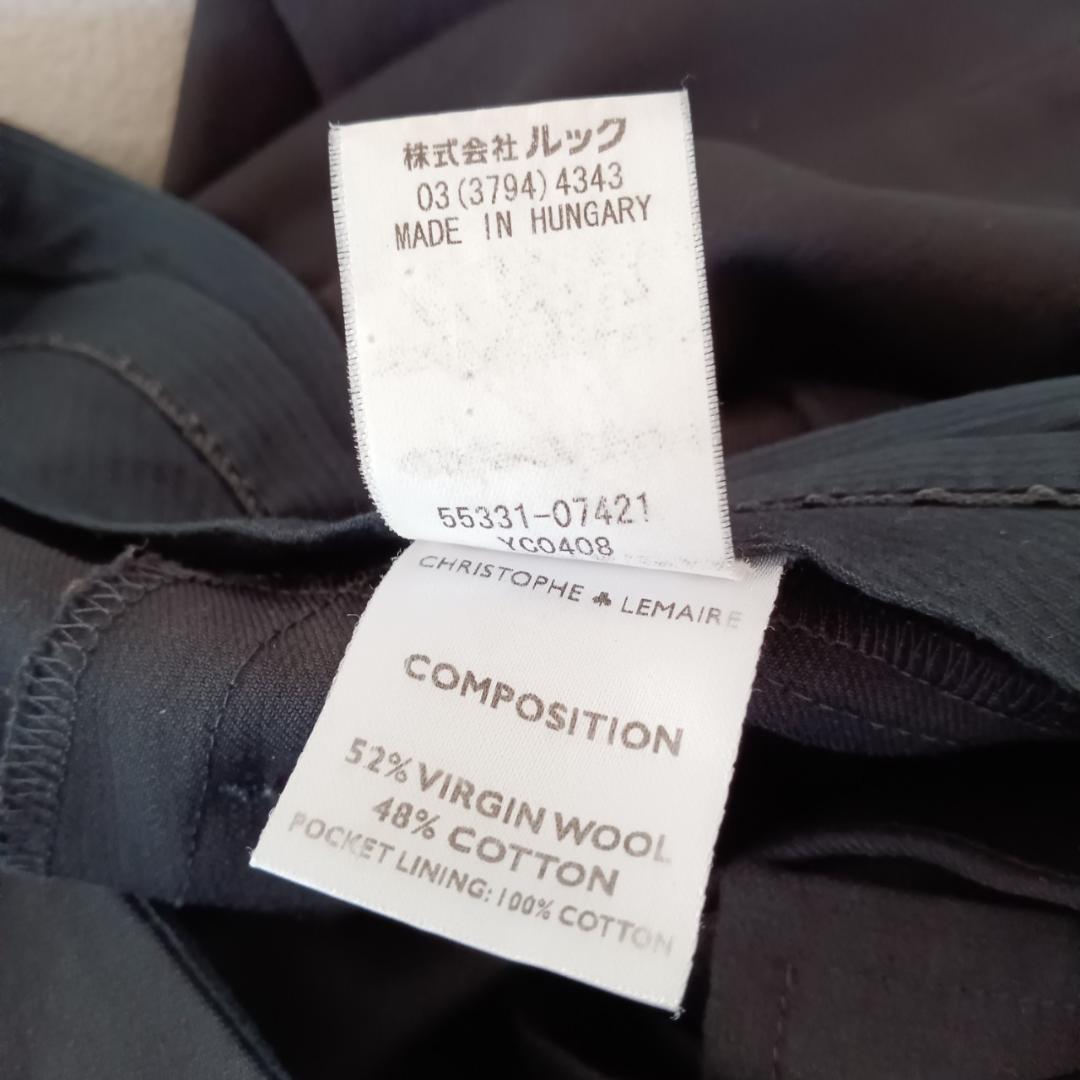 株式会社 ルック
03(3794)4343
MADE IN HUNGARY
55331-07421
YC0408
CHRISTOPHE ♣ LEMAIRE
COMPOSITION
52% VIRGIN WOOL
48% COTTON
POCKET LINING: 100% COTTON